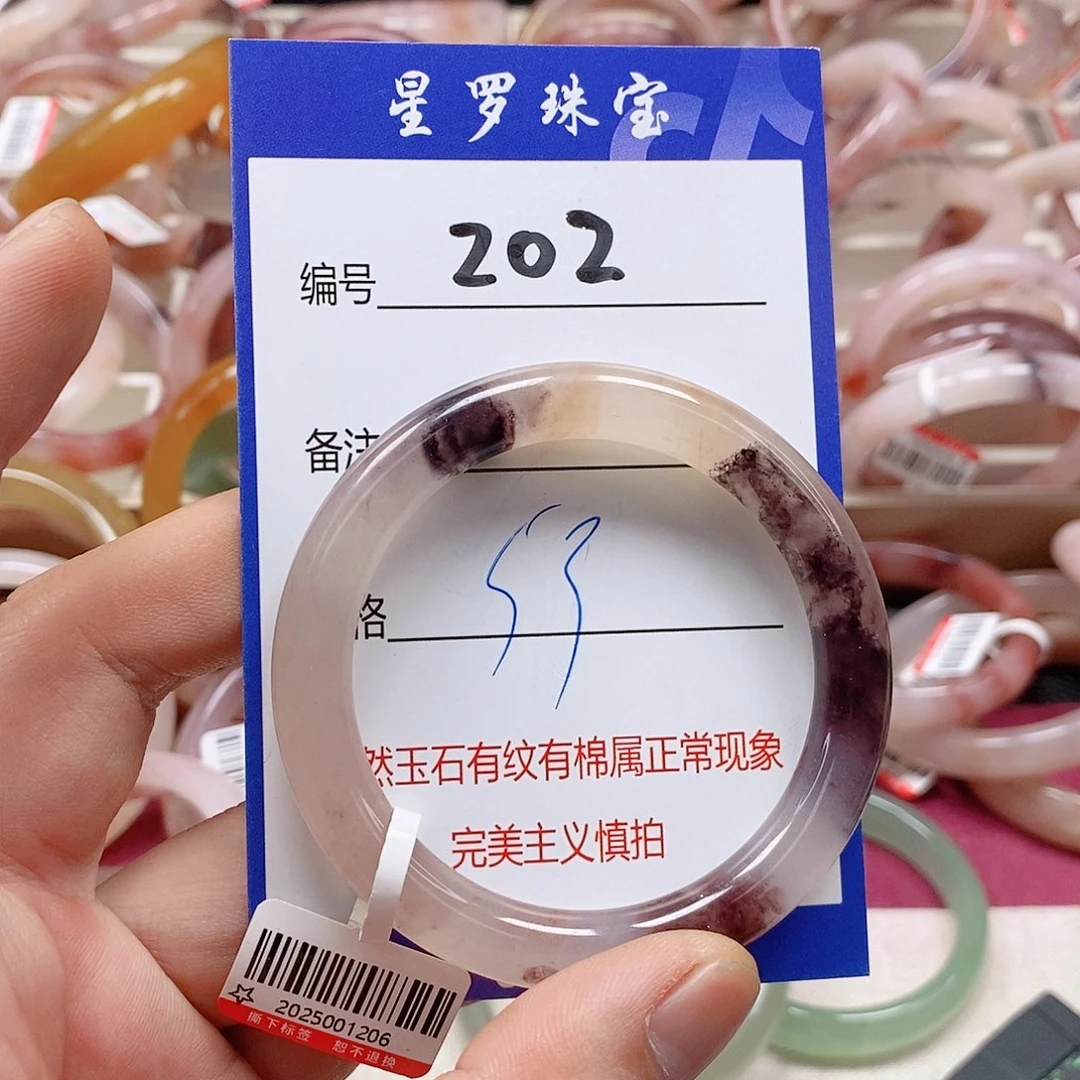 星罗珠宝
编号 202
备注
格 53
然玉石有纹有棉属正常现象
完美主义慎拍
2025001206
撕下标签 恕不退换